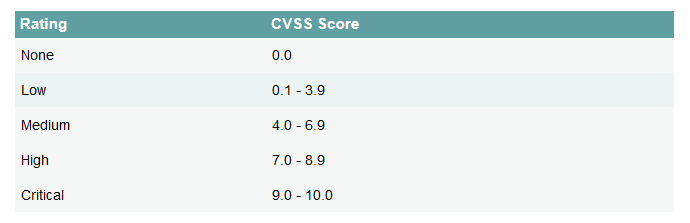 Rating CVSS Score
None 0.0
Low 0.1 - 3.9
Medium 4.0 - 6.9
High 7.0 - 8.9
Critical 9.0 - 10.0